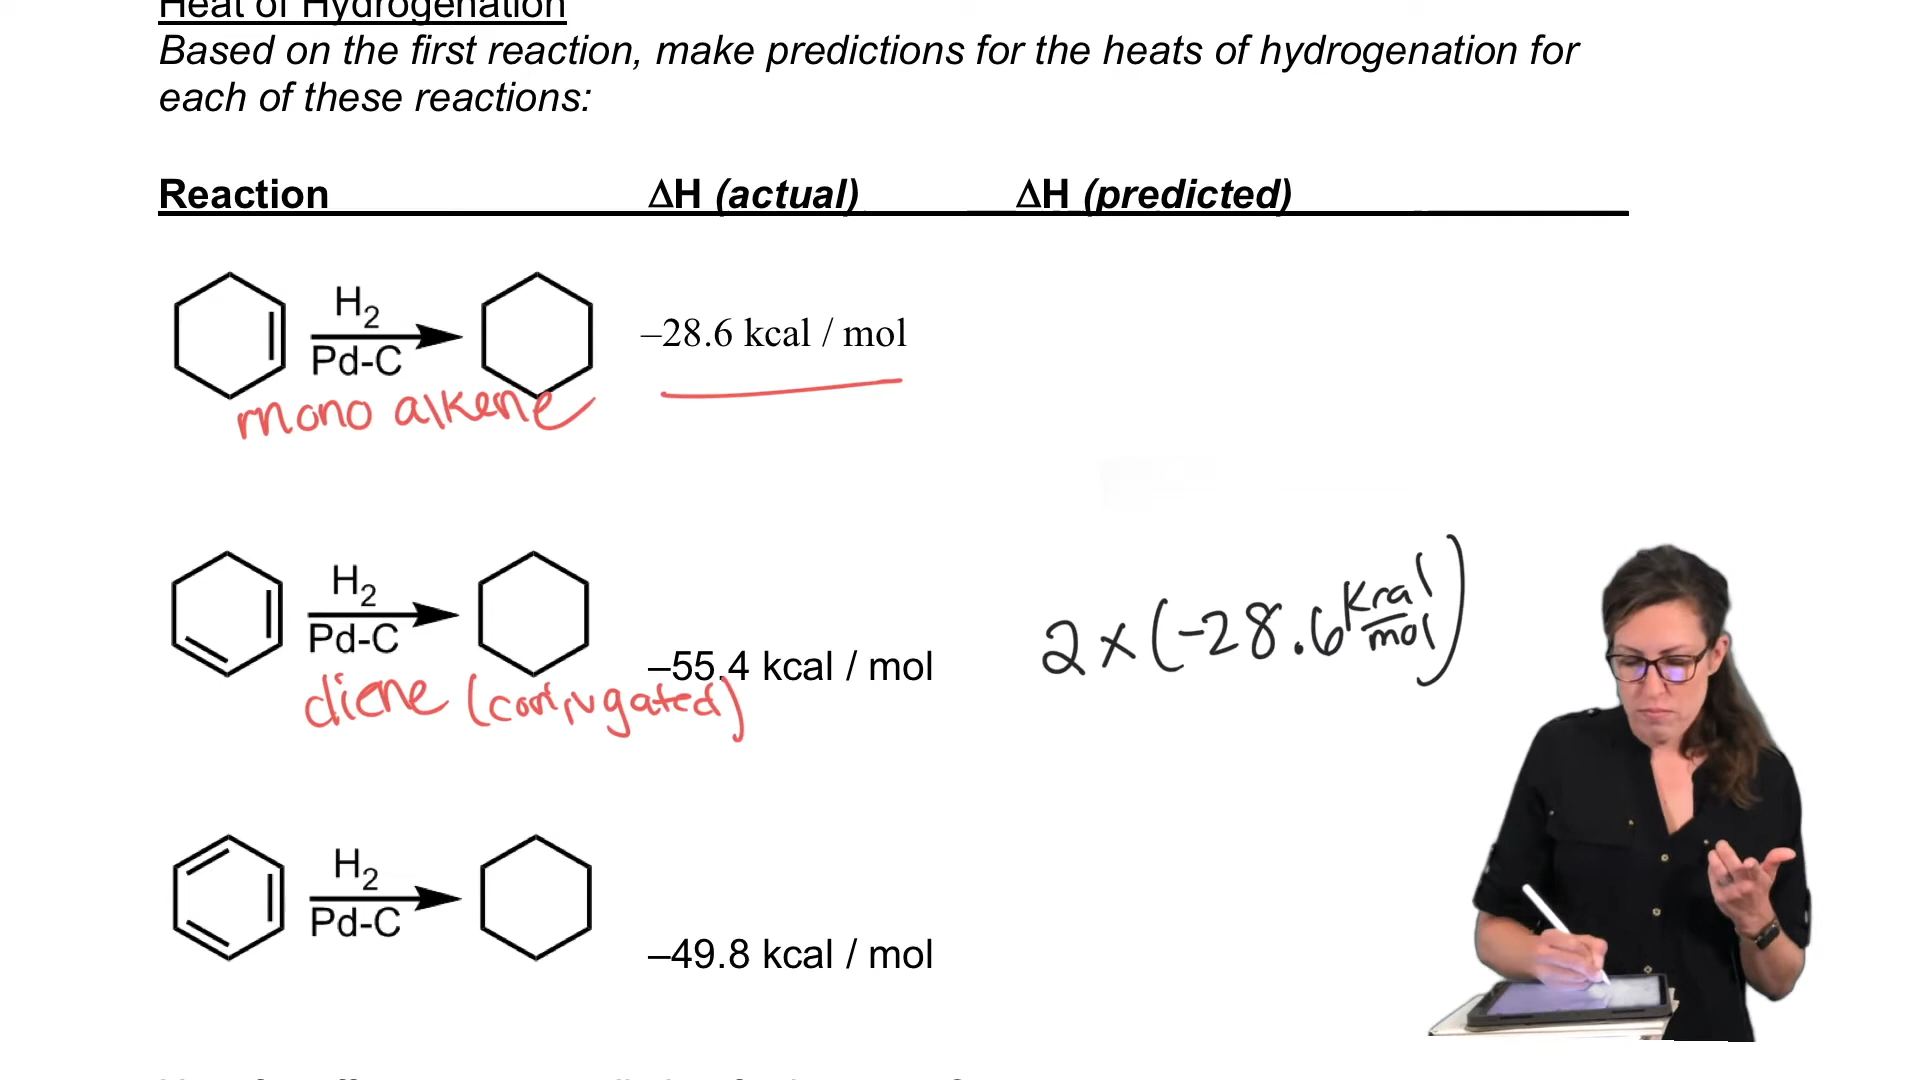 Heat of Hydrogenation
Based on the first reaction, make predictions for the heats of hydrogenation for
each of these reactions:
Reaction ΔH (actual) ΔH (predicted)
H2
Pd-C
–28.6 kcal / mol
mono alkene
H2
Pd-C
–55.4 kcal / mol
2 x (-28.6 kcal/mol)
diene (conjugated)
H2
Pd-C
–49.8 kcal / mol